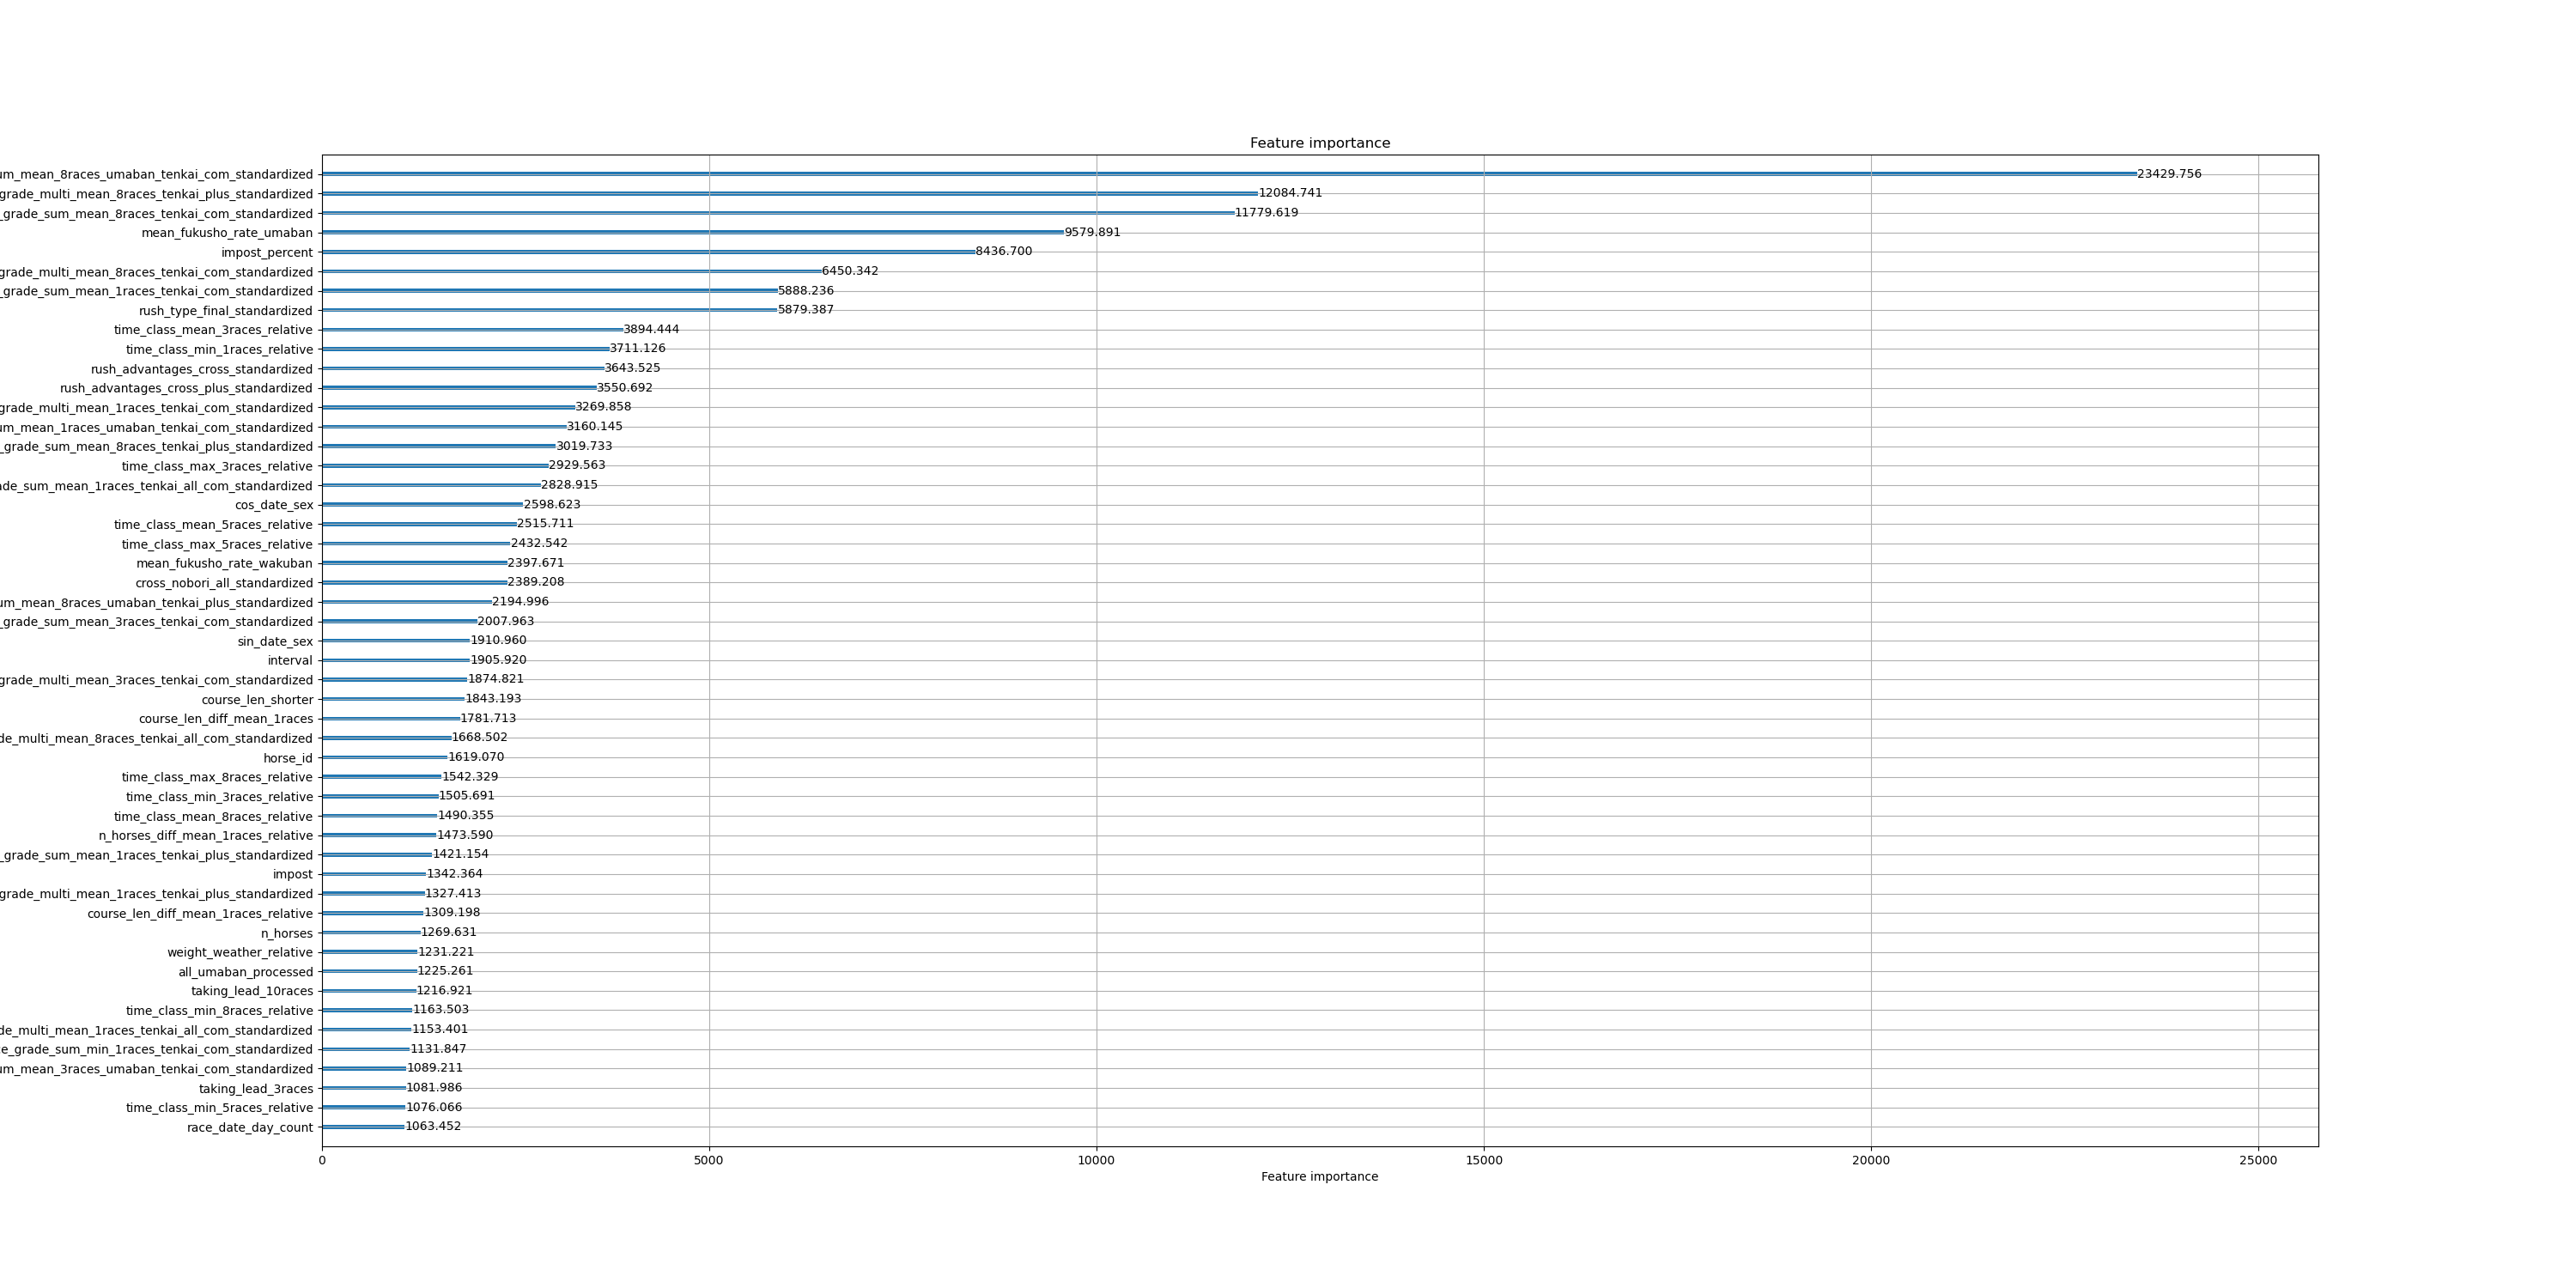 Feature importance
um_mean_8races_umaban_tenkai_com_standardized 23429.756
grade_multi_mean_8races_tenkai_plus_standardized 12084.741
_grade_sum_mean_8races_tenkai_com_standardized 11779.619
mean_fukusho_rate_umaban 9579.891
impost_percent 8436.700
grade_multi_mean_8races_tenkai_com_standardized 6450.342
_grade_sum_mean_1races_tenkai_com_standardized 5888.236
rush_type_final_standardized 5879.387
time_class_mean_3races_relative 3894.444
time_class_min_1races_relative 3711.126
rush_advantages_cross_standardized 3643.525
rush_advantages_cross_plus_standardized 3550.692
grade_multi_mean_1races_tenkai_com_standardized 3269.858
um_mean_1races_umaban_tenkai_com_standardized 3160.145
_grade_sum_mean_8races_tenkai_plus_standardized 3019.733
time_class_max_3races_relative 2929.563
de_sum_mean_1races_tenkai_all_com_standardized 2828.915
cos_date_sex 2598.623
time_class_mean_5races_relative 2515.711
time_class_max_5races_relative 2432.542
mean_fukusho_rate_wakuban 2397.671
cross_nobori_all_standardized 2389.208
um_mean_8races_umaban_tenkai_plus_standardized 2194.996
_grade_sum_mean_3races_tenkai_com_standardized 2007.963
sin_date_sex 1910.960
interval 1905.920
grade_multi_mean_3races_tenkai_com_standardized 1874.821
course_len_shorter 1843.193
course_len_diff_mean_1races 1781.713
de_multi_mean_8races_tenkai_all_com_standardized 1668.502
horse_id 1619.070
time_class_max_8races_relative 1542.329
time_class_min_3races_relative 1505.691
time_class_mean_8races_relative 1490.355
n_horses_diff_mean_1races_relative 1473.590
_grade_sum_mean_1races_tenkai_plus_standardized 1421.154
impost 1342.364
grade_multi_mean_1races_tenkai_plus_standardized 1327.413
course_len_diff_mean_1races_relative 1309.198
n_horses 1269.631
weight_weather_relative 1231.221
all_umaban_processed 1225.261
taking_lead_10races 1216.921
time_class_min_8races_relative 1163.503
de_multi_mean_1races_tenkai_all_com_standardized 1153.401
e_grade_sum_min_1races_tenkai_com_standardized 1131.847
um_mean_3races_umaban_tenkai_com_standardized 1089.211
taking_lead_3races 1081.986
time_class_min_5races_relative 1076.066
race_date_day_count 1063.452
0 5000 10000 15000 20000 25000
Feature importance